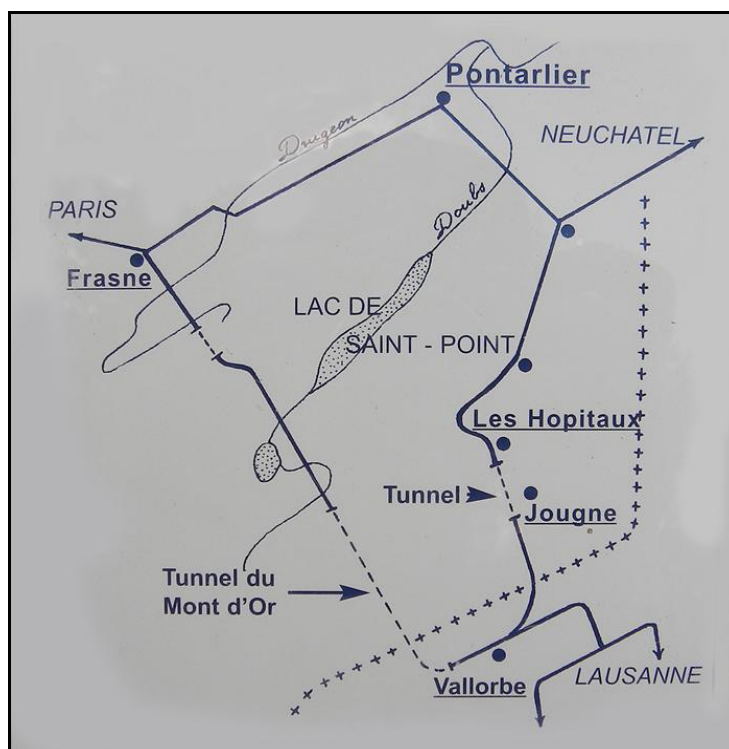 Pontarlier
NEUCHATEL
Drugeon
Doubs
PARIS
Frasne
LAC DE
SAINT - POINT
Les Hopitaux
Tunnel
Jougne
Tunnel du
Mont d'Or
Vallorbe
LAUSANNE